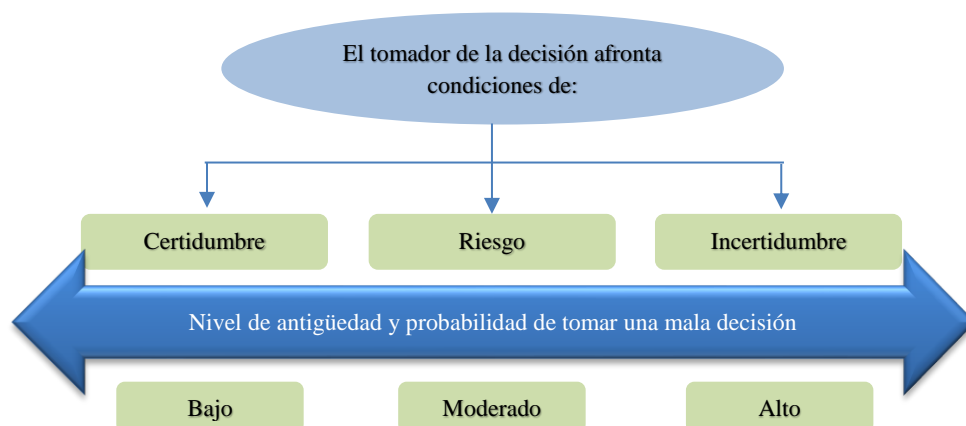 El tomador de la decisión afronta
condiciones de:
Certidumbre
Riesgo
Incertidumbre
Nivel de antigüedad y probabilidad de tomar una mala decisión
Bajo
Moderado
Alto